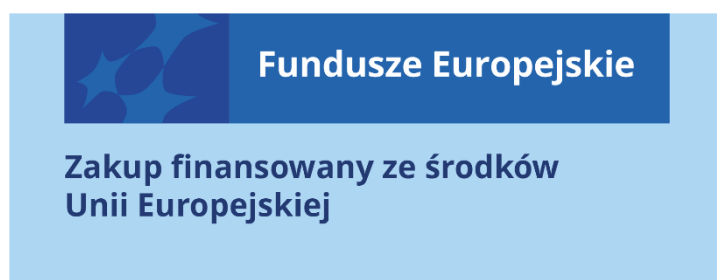 Fundusze Europejskie
Zakup finansowany ze środków
Unii Europejskiej